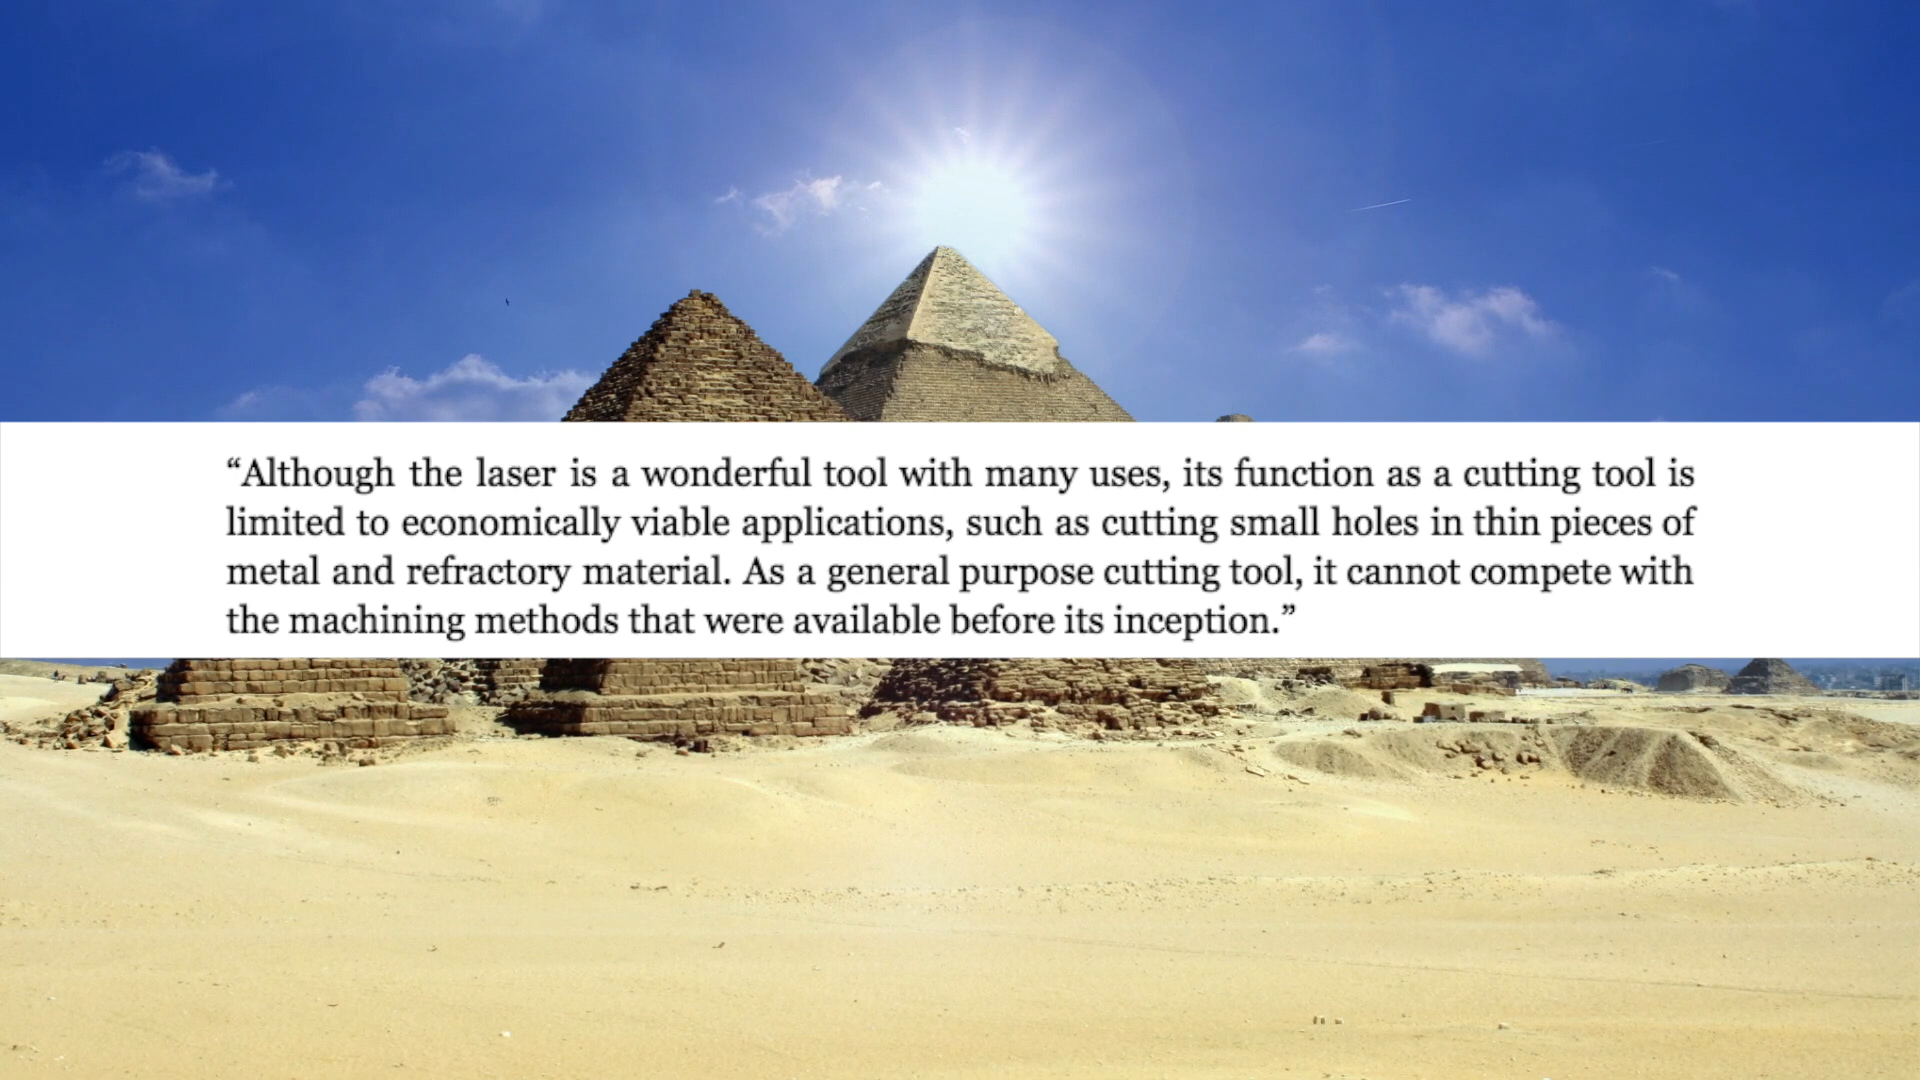 “Although the laser is a wonderful tool with many uses, its function as a cutting tool is
limited to economically viable applications, such as cutting small holes in thin pieces of
metal and refractory material. As a general purpose cutting tool, it cannot compete with
the machining methods that were available before its inception.”